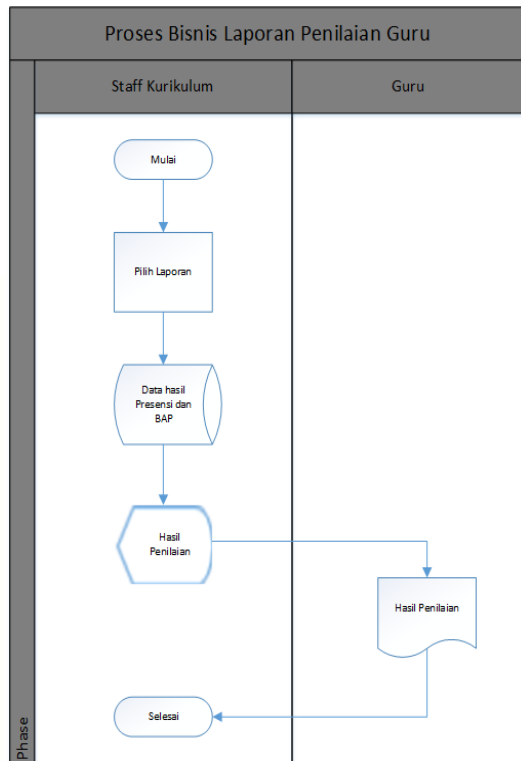 Proses Bisnis Laporan Penilaian Guru
Staff Kurikulum
Guru
Mulai
Pilih Laporan
Data hasil
Presensi dan
BAP
Hasil
Penilaian
Hasil Penilaian
Selesai
Phase